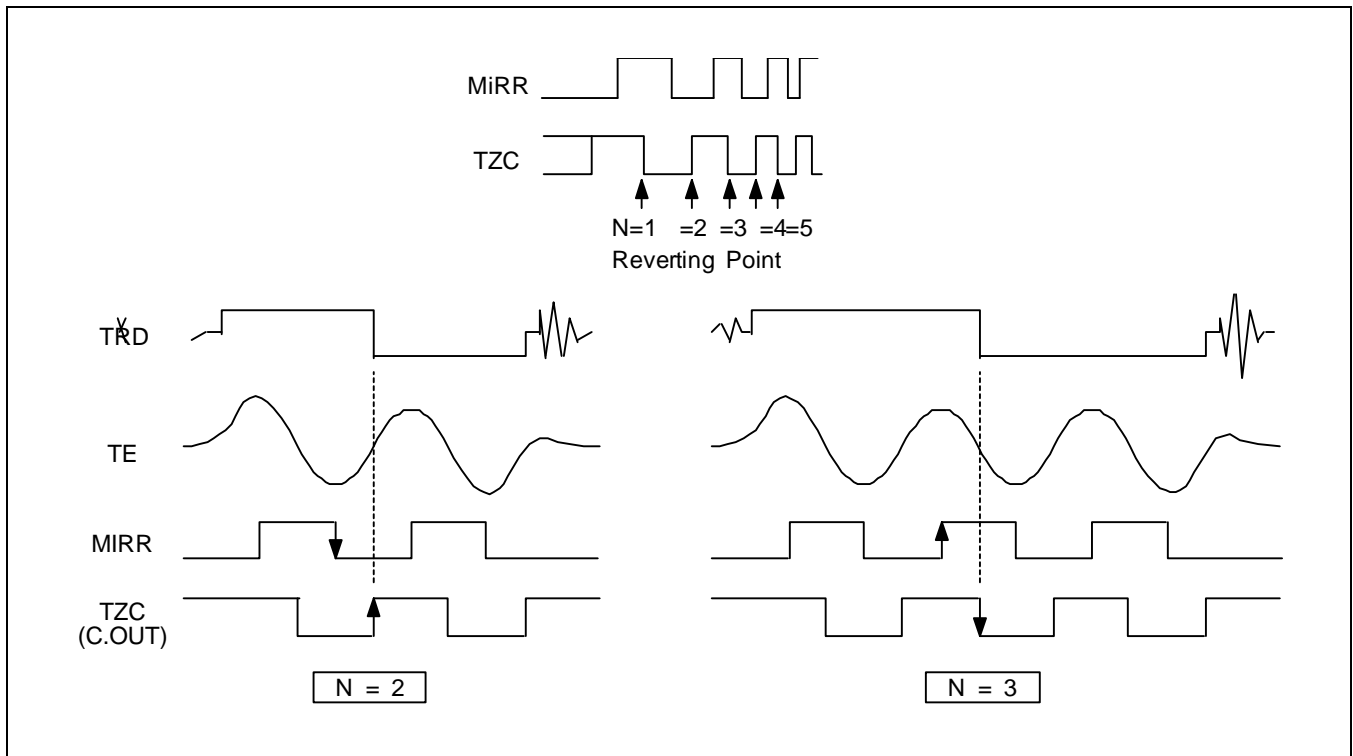 MiRR
TZC
N=1 =2 =3 =4=5
Reverting Point
TRD
TE
MIRR
TZC
(C.OUT)
N = 2
N = 3